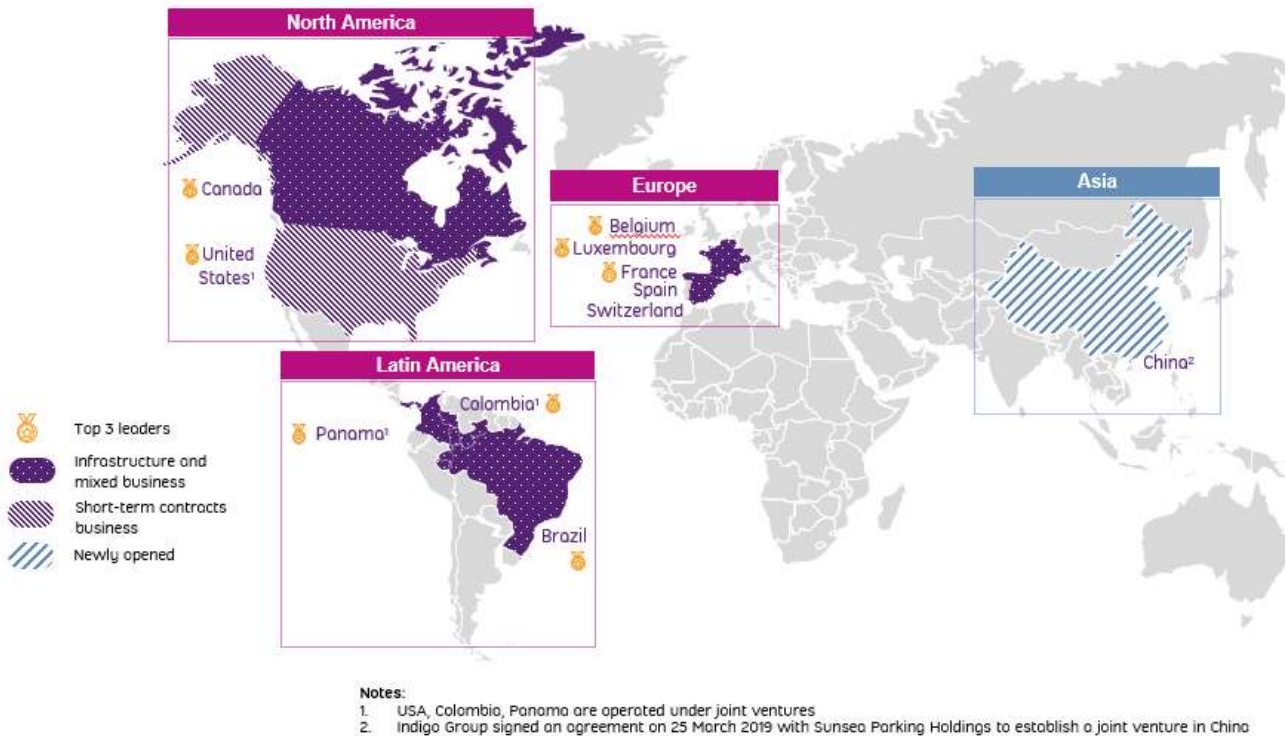 North America
Canada
United
States¹
Europe
Belgium
Luxembourg
France
Spain
Switzerland
Asia
China²
Latin America
Colombia¹
Panama¹
Brazil
Top 3 leaders
Infrastructure and
mixed business
Short-term contracts
business
Newly opened
Notes:
1. USA, Colombia, Panama are operated under joint ventures
2. Indigo Group signed an agreement on 25 March 2019 with Sunsea Parking Holdings to establish a joint venture in China